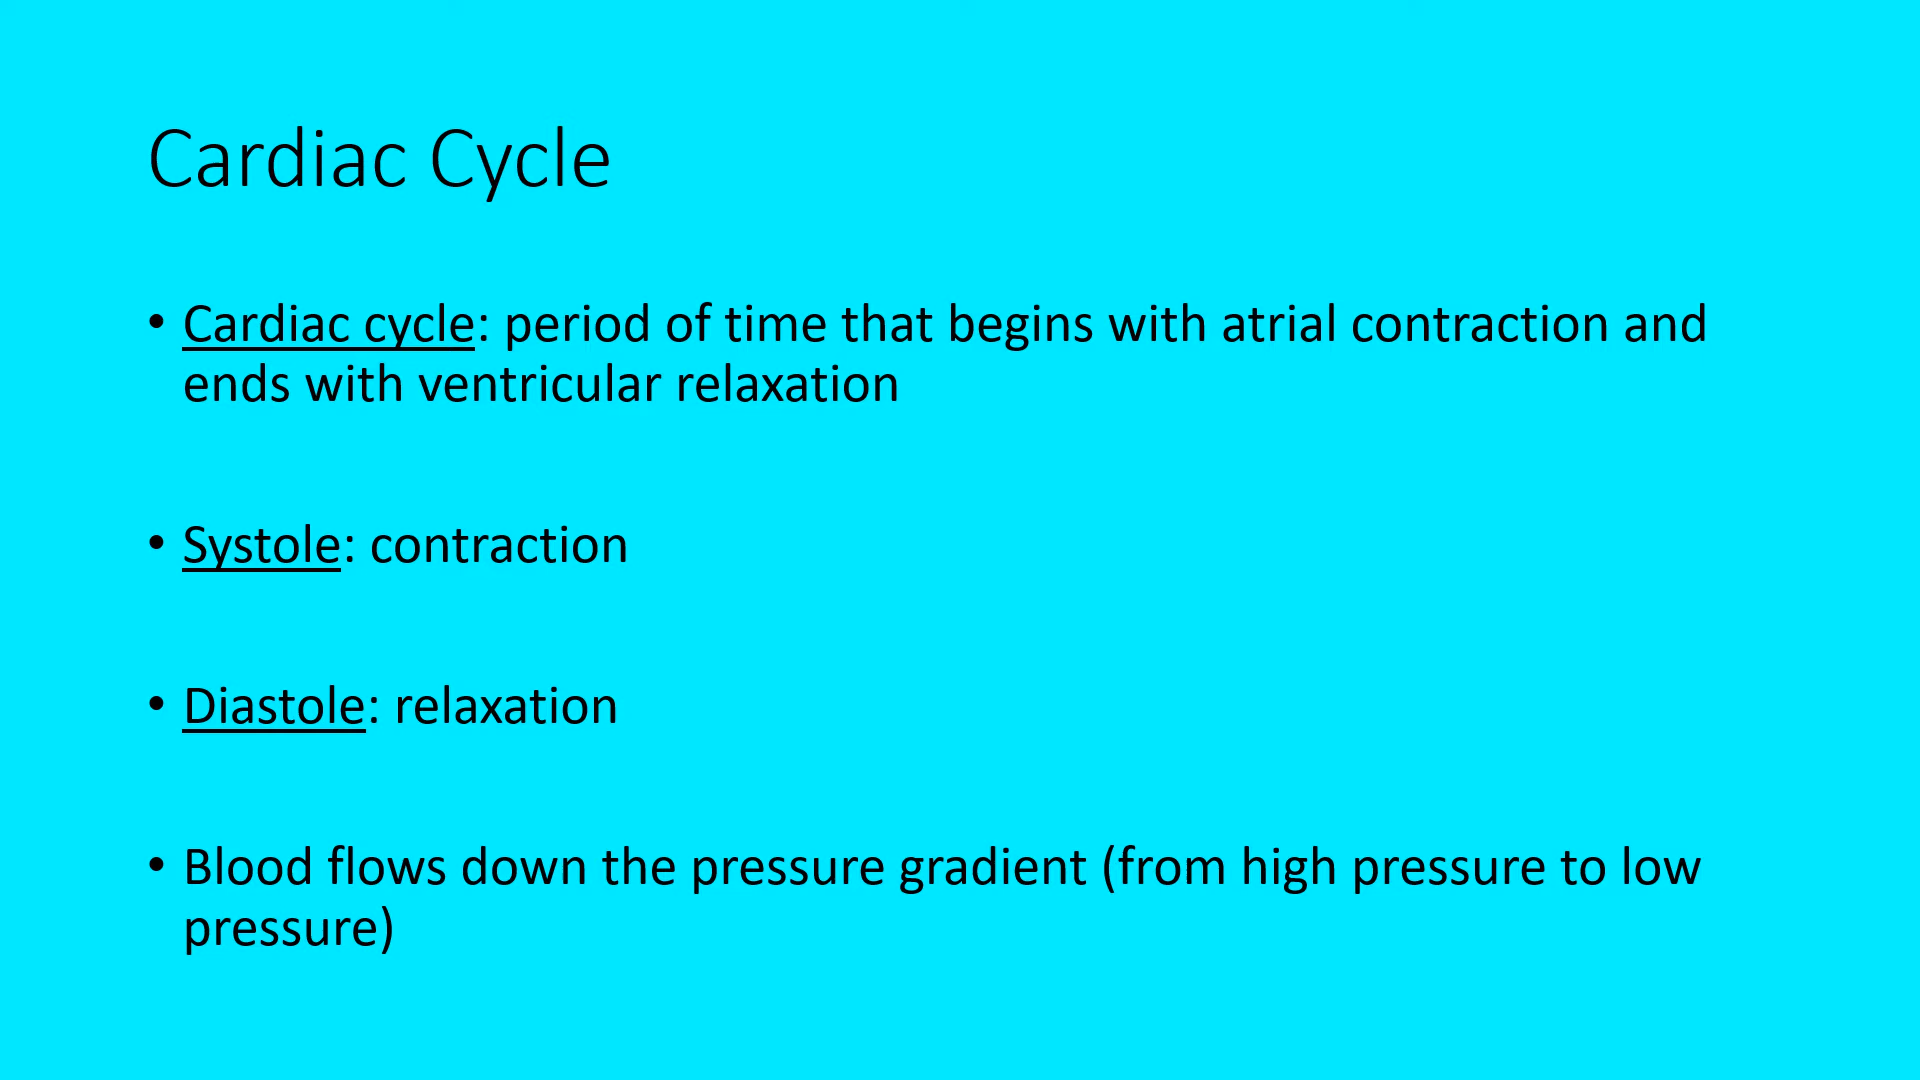 Cardiac Cycle
• Cardiac cycle: period of time that begins with atrial contraction and
ends with ventricular relaxation
• Systole: contraction
• Diastole: relaxation
• Blood flows down the pressure gradient (from high pressure to low
pressure)